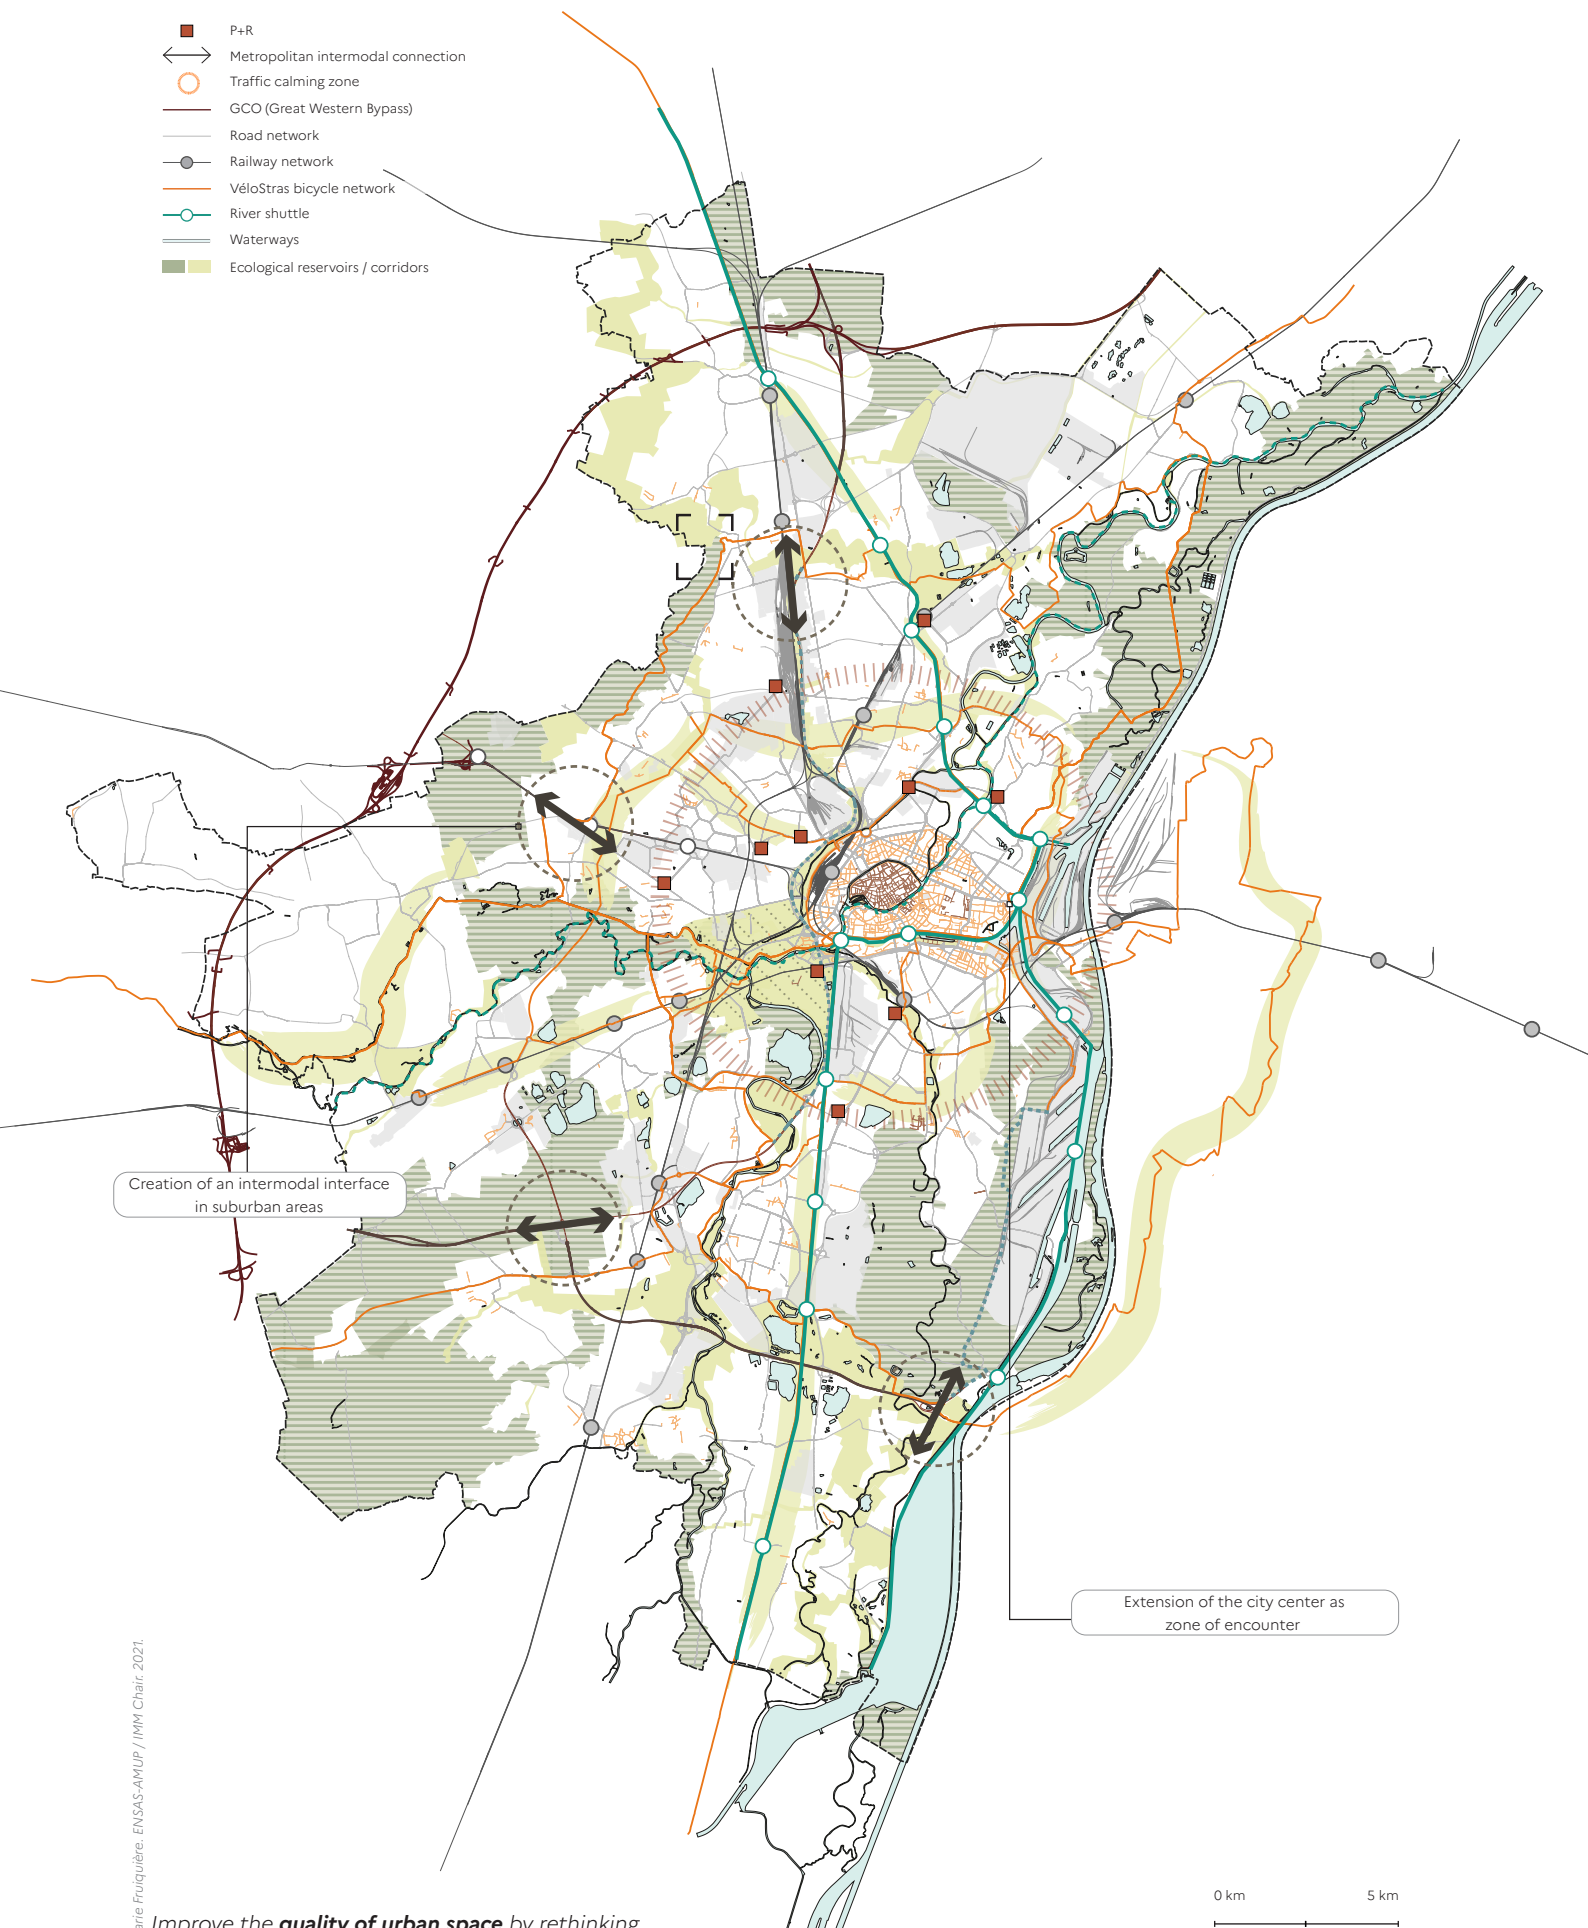 P+R
Metropolitan intermodal connection
Traffic calming zone
GCO (Great Western Bypass)
Road network
Railway network
VéloStras bicycle network
River shuttle
Waterways
Ecological reservoirs / corridors
Creation of an intermodal interface
in suburban areas
Extension of the city center as
zone of encounter
Fruiquière. ENSAS-AMUP / IMM Chair. 2021.
0 km 5 km
Improve the quality of urban space by rethinking